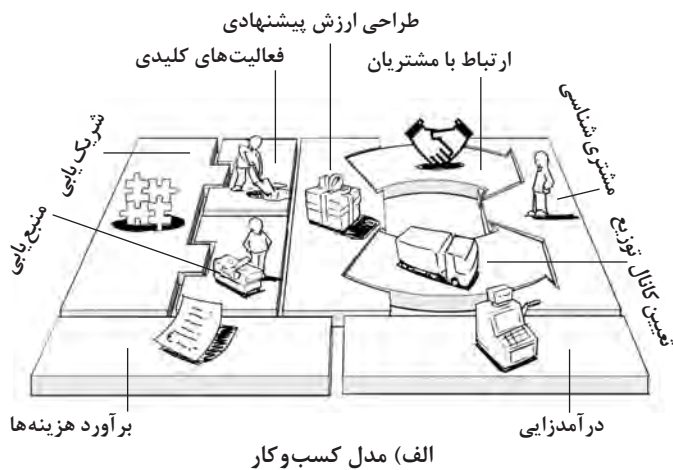 طراحی ارزش پیشنهادی
ارتباط با مشتریان
فعالیت‌های کلیدی
مشتری شناسی
شریک‌یابی
منبع‌یابی
تعیین کانال توزیع
درآمدزایی
برآورد هزینه‌ها
الف) مدل کسب‌وکار